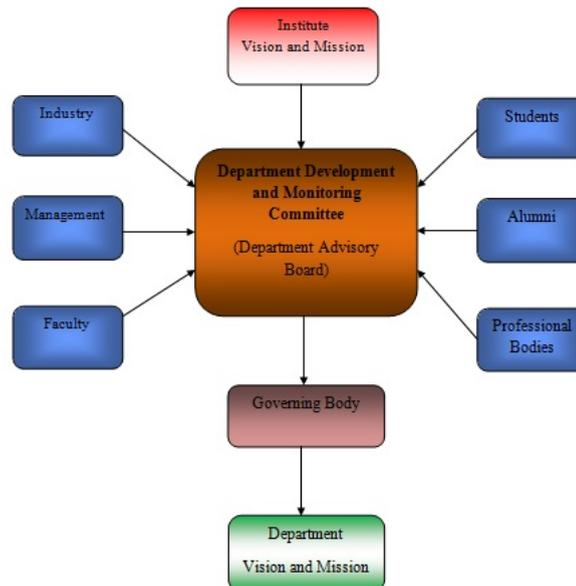 Institute
Vision and Mission
Industry
Students
Department Development
and Monitoring
Committee
(Department Advisory
Board)
Management
Alumni
Faculty
Professional
Bodies
Governing Body
Department
Vision and Mission